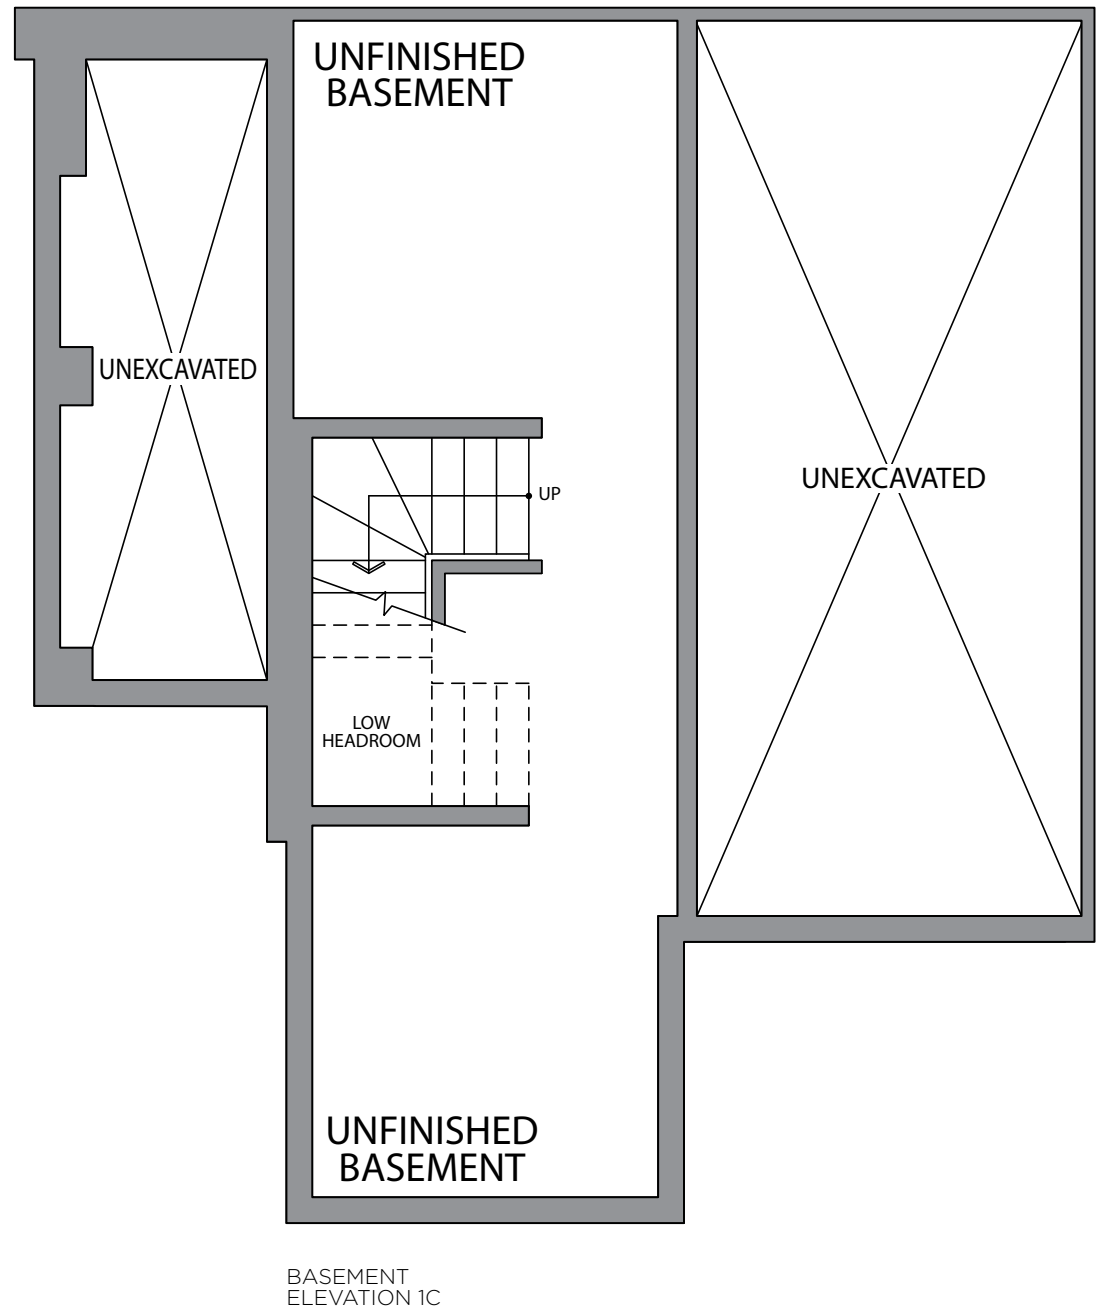 UNFINISHED
BASEMENT
UNEXCAVATED
UNEXCAVATED
UP
LOW
HEADROOM
UNFINISHED
BASEMENT
BASEMENT
ELEVATION 1C